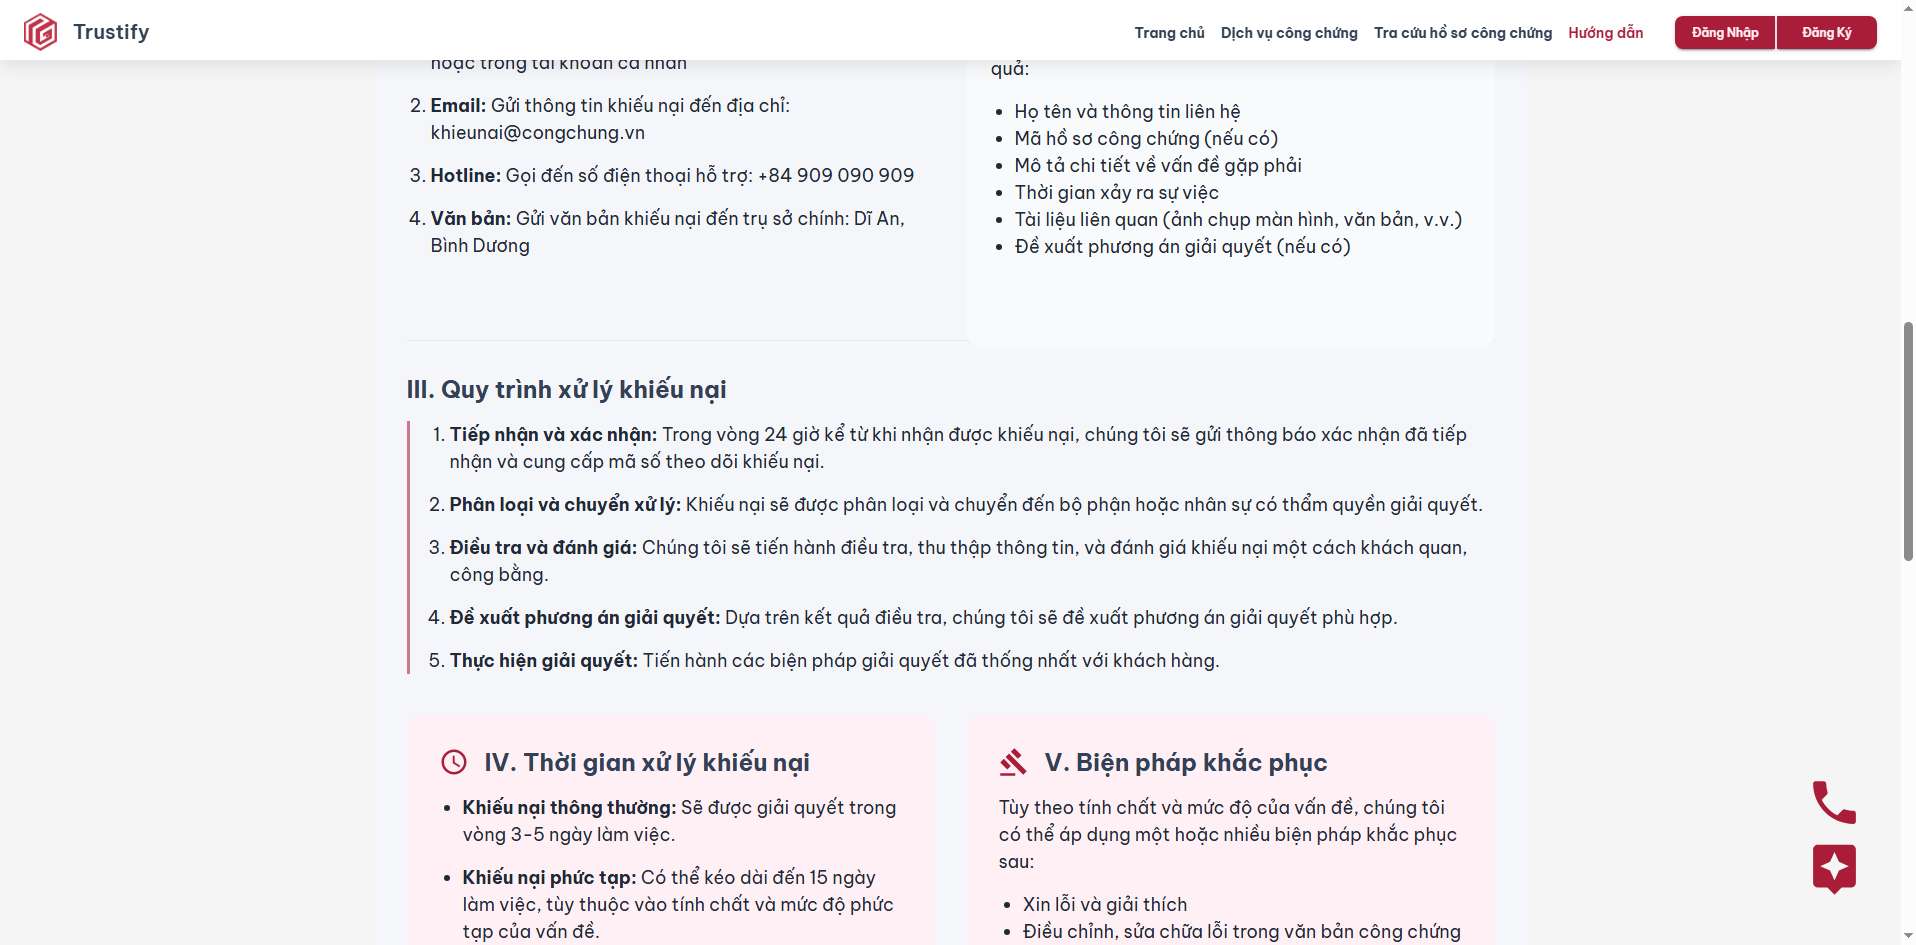 Trustify
Trang chủ
Dịch vụ công chứng
Tra cứu hồ sơ công chứng
Hướng dẫn
Đăng Nhập
Đăng Ký
hoặc trong tài khoản cá nhân
2. Email: Gửi thông tin khiếu nại đến địa chỉ:
khieunai@congchung.vn
3. Hotline: Gọi đến số điện thoại hỗ trợ: +84 909 090 909
4. Văn bản: Gửi văn bản khiếu nại đến trụ sở chính: Dĩ An,
Bình Dương
quả:
• Họ tên và thông tin liên hệ
• Mã hồ sơ công chứng (nếu có)
• Mô tả chi tiết về vấn đề gặp phải
• Thời gian xảy ra sự việc
• Tài liệu liên quan (ảnh chụp màn hình, văn bản, v.v.)
• Đề xuất phương án giải quyết (nếu có)
III. Quy trình xử lý khiếu nại
1. Tiếp nhận và xác nhận: Trong vòng 24 giờ kể từ khi nhận được khiếu nại, chúng tôi sẽ gửi thông báo xác nhận đã tiếp
nhận và cung cấp mã số theo dõi khiếu nại.
2. Phân loại và chuyển xử lý: Khiếu nại sẽ được phân loại và chuyển đến bộ phận hoặc nhân sự có thẩm quyền giải quyết.
3. Điều tra và đánh giá: Chúng tôi sẽ tiến hành điều tra, thu thập thông tin, và đánh giá khiếu nại một cách khách quan,
công bằng.
4. Đề xuất phương án giải quyết: Dựa trên kết quả điều tra, chúng tôi sẽ đề xuất phương án giải quyết phù hợp.
5. Thực hiện giải quyết: Tiến hành các biện pháp giải quyết đã thống nhất với khách hàng.
IV. Thời gian xử lý khiếu nại
• Khiếu nại thông thường: Sẽ được giải quyết trong
vòng 3-5 ngày làm việc.
• Khiếu nại phức tạp: Có thể kéo dài đến 15 ngày
làm việc, tùy thuộc vào tính chất và mức độ phức
tạp của vấn đề.
V. Biện pháp khắc phục
Tùy theo tính chất và mức độ của vấn đề, chúng tôi
có thể áp dụng một hoặc nhiều biện pháp khắc phục
sau:
• Xin lỗi và giải thích
• Điều chỉnh, sửa chữa lỗi trong văn bản công chứng